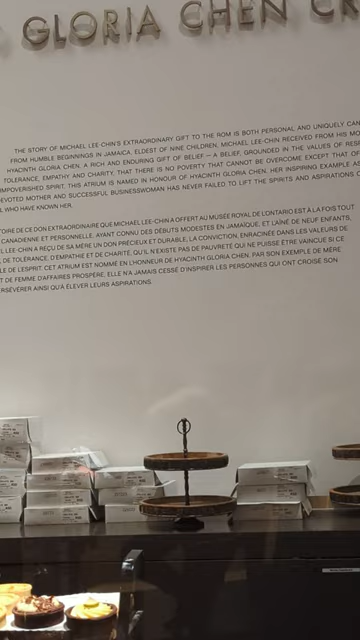 GLORIA CHEN CR
THE STORY OF MICHAEL LEE-CHIN'S EXTRAORDINARY GIFT TO THE ROM IS BOTH PERSONAL AND UNIQUELY CAN
FROM HUMBLE BEGINNINGS IN JAMAICA. ELDEST OF NINE CHILDREN, MICHAEL LEE-CHIN RECEIVED FROM HIS MO
HYACINTH GLORIA CHEN, A RICH AND ENDURING GIFT OF BELIEF — A BELIEF, GROUNDED IN THE VALUES OF RESP
TOLERANCE, EMPATHY AND CHARITY, THAT THERE IS NO POVERTY THAT CANNOT BE OVERCOME EXCEPT THAT OF
IMPOVERISHED SPIRIT. THIS ATRIUM IS NAMED IN HONOUR OF HYACINTH GLORIA CHEN. HER INSPIRING EXAMPLE AS
EVOTED MOTHER AND SUCCESSFUL BUSINESSWOMAN HAS NEVER FAILED TO LIFT THE SPIRITS AND ASPIRATIONS O
L WHO HAVE KNOWN HER.
TOIRE DE CE DON EXTRAORDINAIRE QUE MICHAEL LEE-CHIN A OFFERT AU MUSÉE ROYAL DE L'ONTARIO EST À LA FOIS TOUT
CANADIENNE ET PERSONNELLE. AYANT CONNU DES DÉBUTS MODESTES EN JAMAÏQUE, ET L'AÎNÉ DE NEUF ENFANTS,
EL LEE-CHIN A REÇU DE SA MÈRE UN DON PRÉCIEUX ET DURABLE, LA CONVICTION, ENRACINÉE DANS LES VALEURS DE
, DE TOLÉRANCE, D'EMPATHIE ET DE CHARITÉ, QU'IL N'EXISTE PAS DE PAUVRETÉ QUI NE PUISSE ÊTRE VAINCUE SI CE
LE DE L'ESPRIT. CET ATRIUM EST NOMMÉ EN L'HONNEUR DE HYACINTH GLORIA CHEN. PAR SON EXEMPLE DE MÈRE
T DE FEMME D'AFFAIRES PROSPÈRE, ELLE N'A JAMAIS CESSÉ D'INSPIRER LES PERSONNES QUI ONT CROISÉ SON
ERSÉVÉRER AINSI QU'À ÉLEVER LEURS ASPIRATIONS.